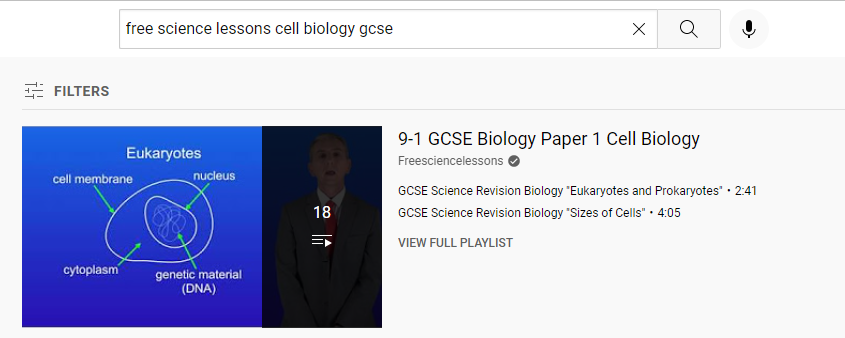 free science lessons cell biology gcse
FILTERS
Eukaryotes
cell membrane
nucleus
cytoplasm
genetic material
(DNA)
18
9-1 GCSE Biology Paper 1 Cell Biology
Freesciencelessons
GCSE Science Revision Biology "Eukaryotes and Prokaryotes" • 2:41
GCSE Science Revision Biology "Sizes of Cells" • 4:05
VIEW FULL PLAYLIST